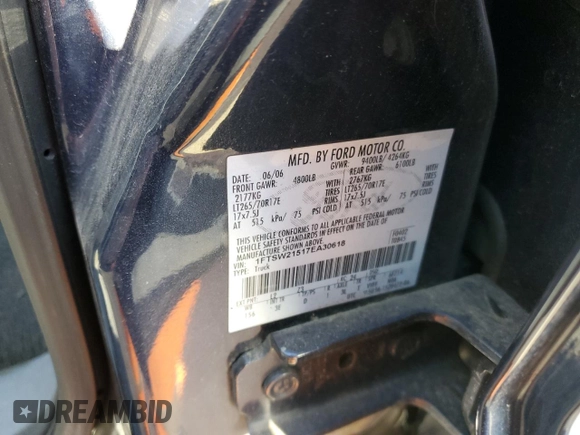 MFD. BY FORD MOTOR CO.
DATE: 06/06 GVWR: 9400LB/ 4264KG
FRONT GAWR: 4800LB REAR GAWR: 6100LB
2177KG WITH 2767KG WITH
LT265/70R17E TIRES LT265/70R17E TIRES
17x7.5J RIMS 17x7.5J RIMS
AT 515 kPa/ 75 PSI COLD AT 515 kPa/ 75 PSI COLD
THIS VEHICLE CONFORMS TO ALL APPLICABLE FEDERAL MOTOR
VEHICLE SAFETY STANDARDS IN EFFECT ON THE DATE OF
MANUFACTURE SHOWN ABOVE.
VIN: 1FTSW21517EA30618
TYPE: Truck
DREAMBID